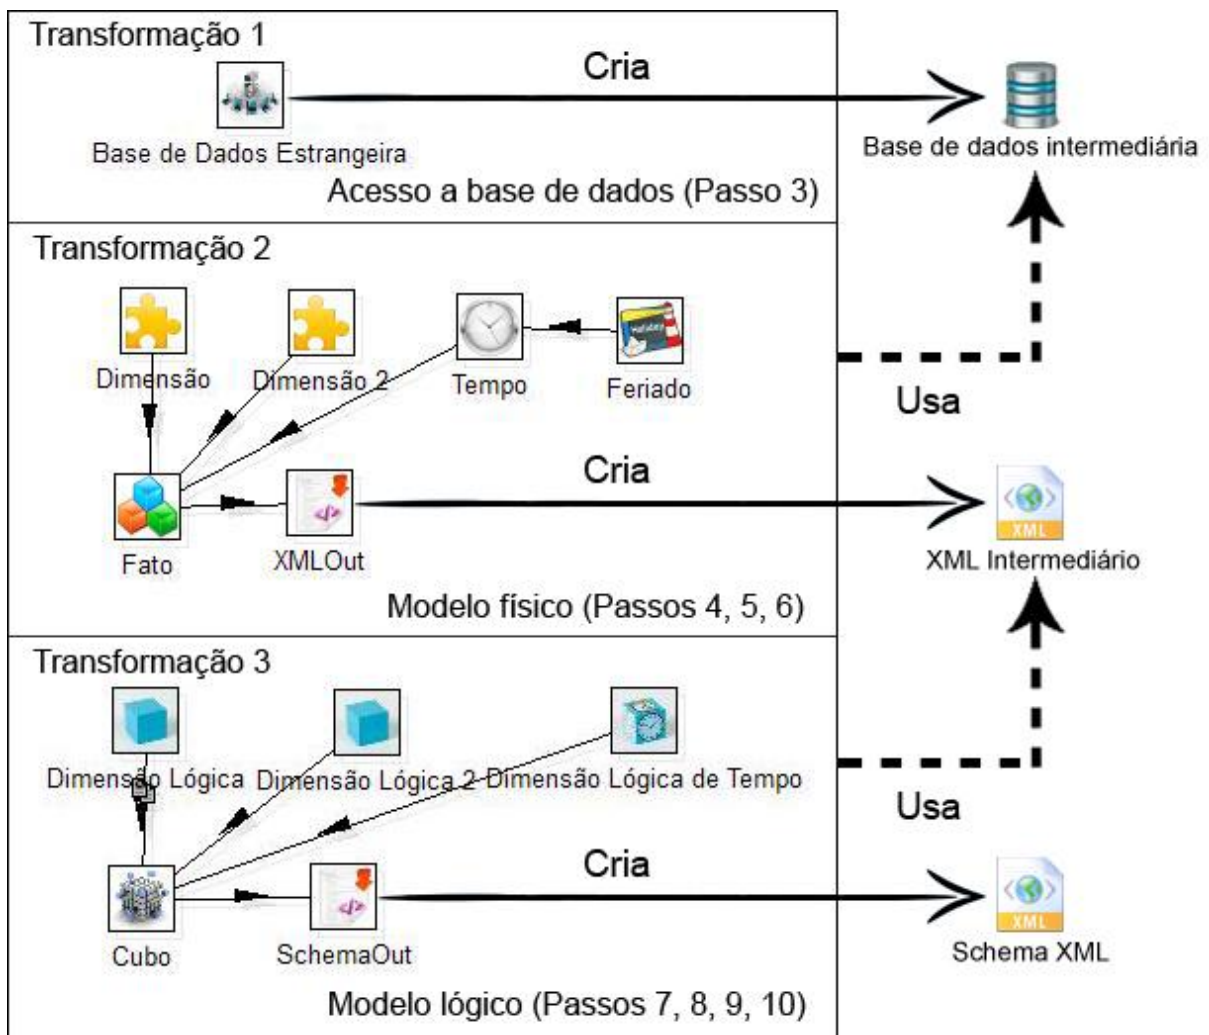 Transformação 1
Cria
Base de Dados Estrangeira
Base de dados intermediária
Acesso a base de dados (Passo 3)
Transformação 2
Holiday
Dimensão
Dimensão 2
Tempo
Feriado
Usa
Cria
XML
Fato
XMLOut
XML Intermediário
Modelo físico (Passos 4, 5, 6)
Transformação 3
Dimensão Lógica
Dimensão Lógica 2
Dimensão Lógica de Tempo
Usa
Cria
XML
Cubo
SchemaOut
Schema XML
Modelo lógico (Passos 7, 8, 9, 10)